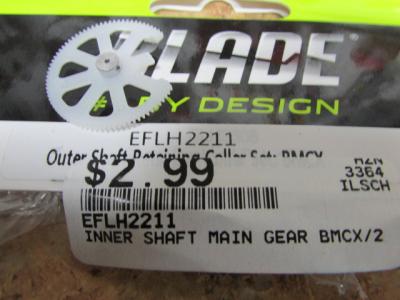 BLADE
# BY DESIGN
EFLH2211
Outer Shaft Retaining Collar Set: BMCX
$2.99
HZN
3364
ILSCH
EFLH2211
INNER SHAFT MAIN GEAR BMCX/2